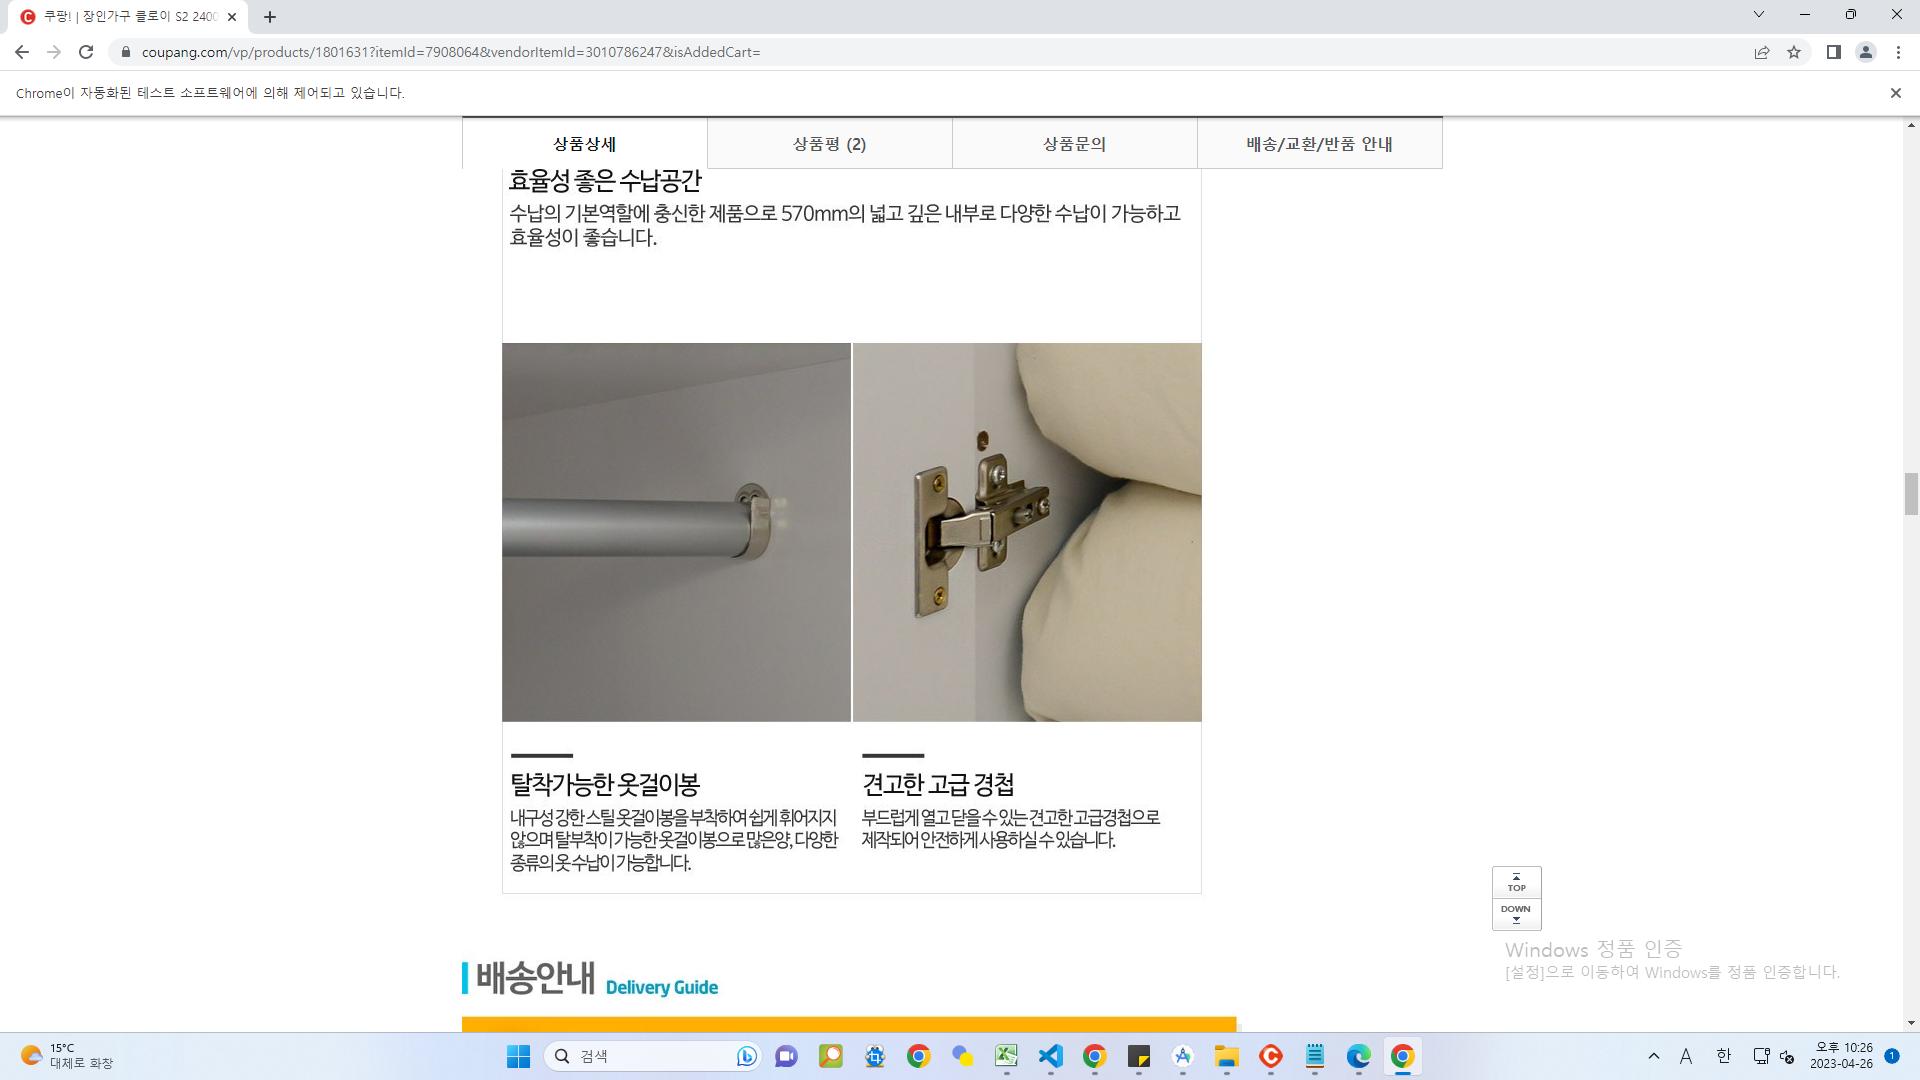 쿠팡! | 장인가구 클로이 S2 2400
coupang.com/vp/products/1801631?itemId=7908064&vendorItemId=3010786247&isAddedCart=
Chrome이 자동화된 테스트 소프트웨어에 의해 제어되고 있습니다.
상품상세
상품평 (2)
상품문의
배송/교환/반품 안내
효율성 좋은 수납공간
수납의 기본역할에 충신한 제품으로 570mm의 넓고 깊은 내부로 다양한 수납이 가능하고
효율성이 좋습니다.
탈착가능한 옷걸이봉
내구성 강한 스틸 옷걸이봉을 부착하여 쉽게 휘어지지
않으며 탈부착이 가능한 옷걸이봉으로 많은양, 다양한
종류의 옷 수납이 가능합니다.
견고한 고급 경첩
부드럽게 열고 닫을 수 있는 견고한 고급경첩으로
제작되어 안전하게 사용하실 수 있습니다.
TOP
DOWN
Windows 정품 인증
[설정]으로 이동하여 Windows를 정품 인증합니다.
배송안내 Delivery Guide
15°C
대체로 화창
검색
A
한
오후 10:26
2023-04-26
1